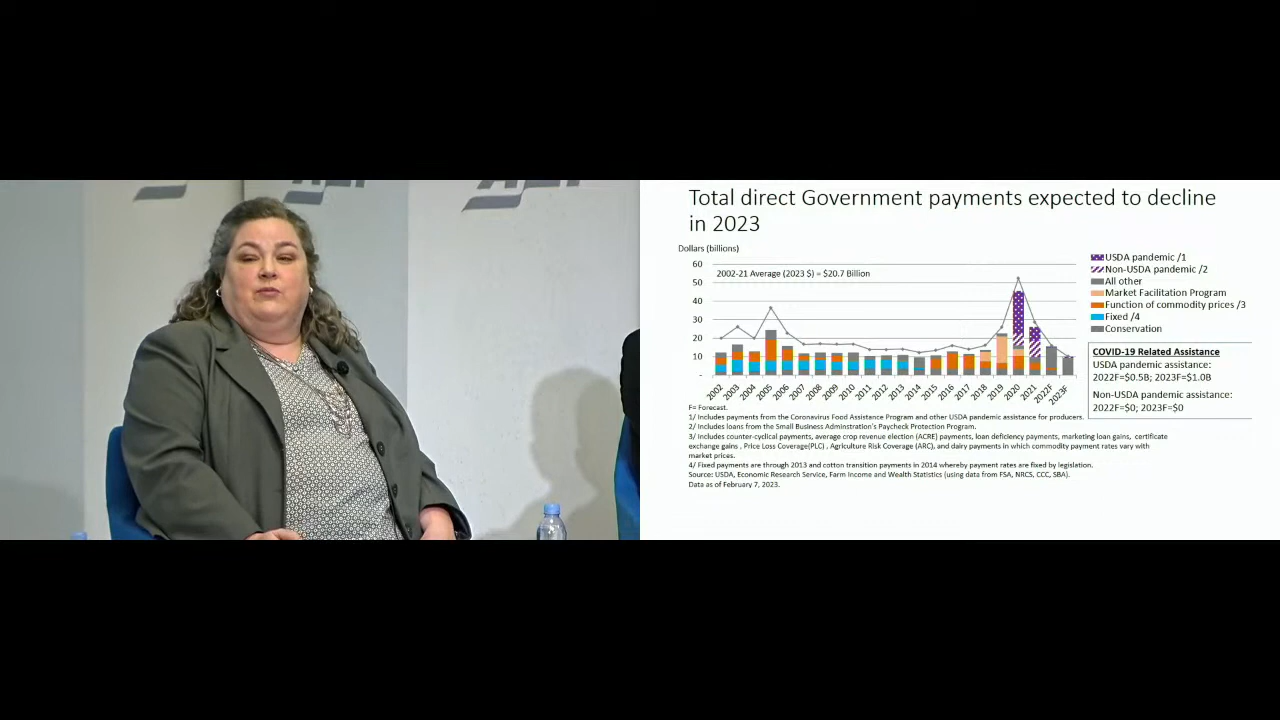 Total direct Government payments expected to decline
in 2023
Dollars (billions)
60
50
40
30
20
10
-
2002-21 Average (2023 $) = $20.7 Billion
2002
2003
2004
2005
2006
2007
2008
2009
2010
2011
2012
2013
2014
2015
2016
2017
2018
2019
2020
2021
2022F
2023F
USDA pandemic /1
Non-USDA pandemic /2
All other
Market Facilitation Program
Function of commodity prices /3
Fixed /4
Conservation
COVID-19 Related Assistance
USDA pandemic assistance:
2022F=$0.5B; 2023F=$1.0B
Non-USDA pandemic assistance:
2022F=$0; 2023F=$0
F= Forecast.
1/ Includes payments from the Coronavirus Food Assistance Program and other USDA pandemic assistance for producers.
2/ Includes loans from the Small Business Adminstration's Paycheck Protection Program.
3/ Includes counter-cyclical payments, average crop revenue election (ACRE) payments, loan deficiency payments, marketing loan gains, certificate
exchange gains , Price Loss Coverage(PLC) , Agriculture Risk Coverage (ARC), and dairy payments in which commodity payment rates vary with
market prices.
4/ Fixed payments are through 2013 and cotton transition payments in 2014 whereby payment rates are fixed by legislation.
Source: USDA, Economic Research Service, Farm Income and Wealth Statistics (using data from FSA, NRCS, CCC, SBA).
Data as of February 7, 2023.